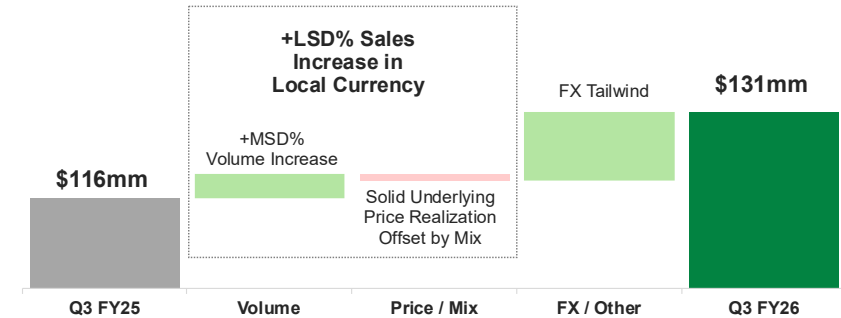 +LSD% Sales
Increase in
Local Currency
FX Tailwind
$131mm
+MSD%
Volume Increase
$116mm
Solid Underlying
Price Realization
Offset by Mix
Q3 FY25
Volume
Price / Mix
FX / Other
Q3 FY26